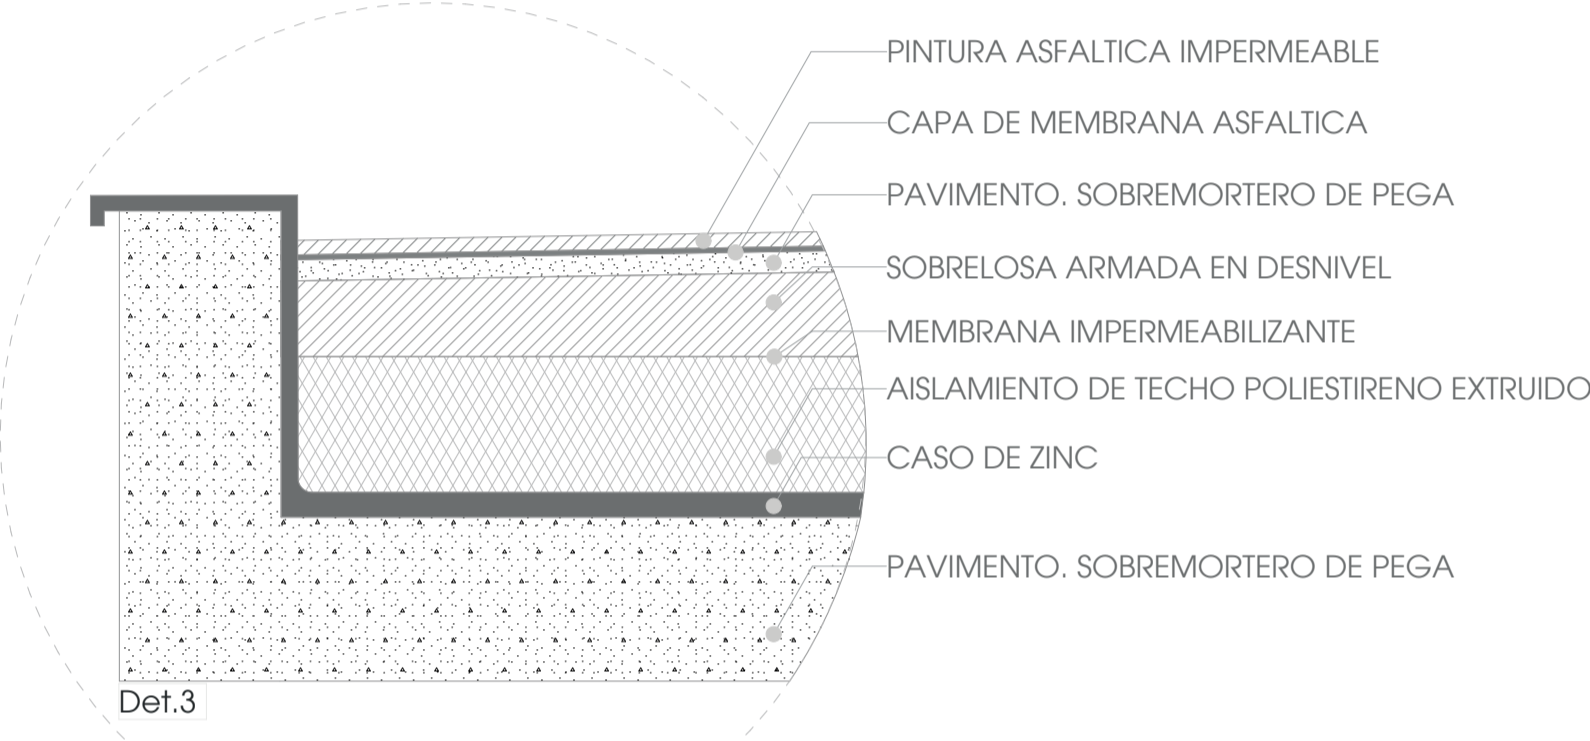 PINTURA ASFALTICA IMPERMEABLE
CAPA DE MEMBRANA ASFALTICA
PAVIMENTO. SOBREMORTERO DE PEGA
SOBRELOSA ARMADA EN DESNIVEL
MEMBRANA IMPERMEABILIZANTE
AISLAMIENTO DE TECHO POLIESTIRENO EXTRUIDO
CASO DE ZINC
PAVIMENTO. SOBREMORTERO DE PEGA
Det.3